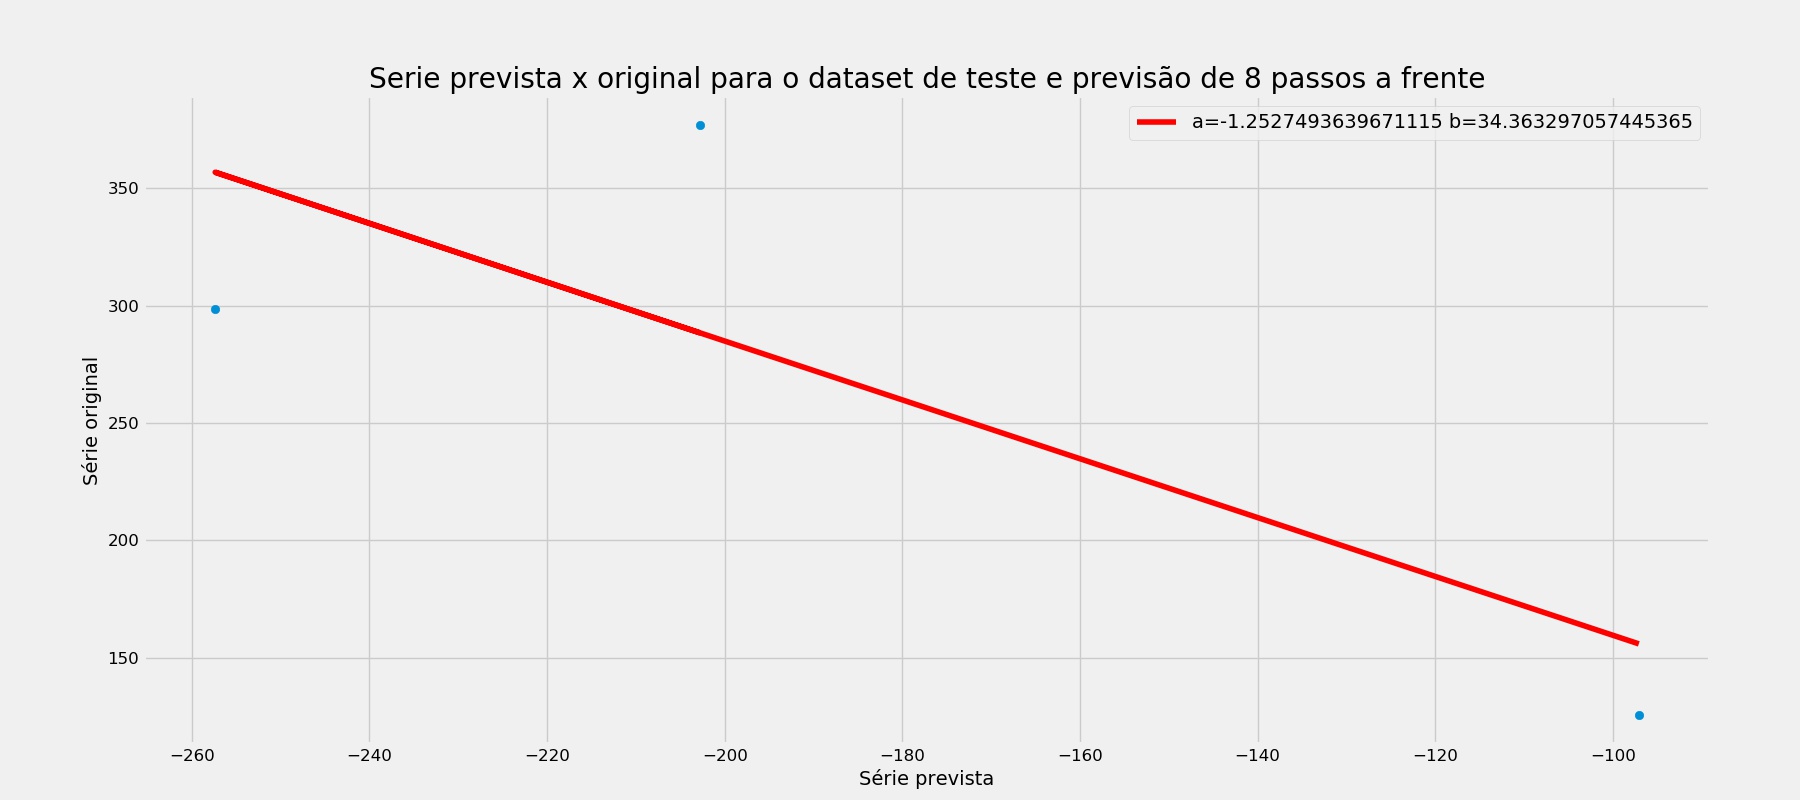 Serie prevista x original para o dataset de teste e previsão de 8 passos a frente
a=-1.2527493639671115 b=34.363297057445365
350
300
250
200
150
Série original
−260 −240 −220 −200 −180 −160 −140 −120 −100
Série prevista